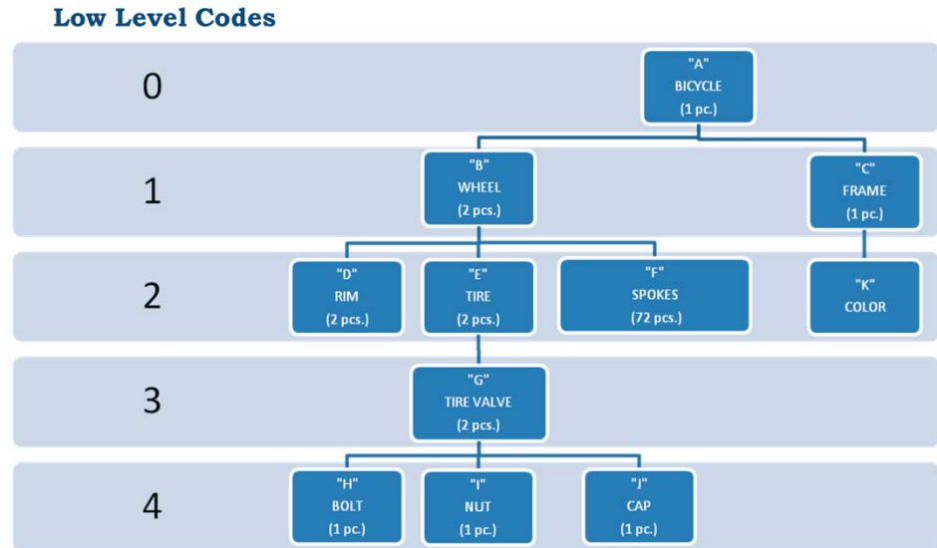 Low Level Codes
0
"A"
BICYCLE
(1 pc.)
1
"B"
WHEEL
(2 pcs.)
"C"
FRAME
(1 pc.)
2
"D"
RIM
(2 pcs.)
"E"
TIRE
(2 pcs.)
"F"
SPOKES
(72 pcs.)
"K"
COLOR
3
"G"
TIRE VALVE
(2 pcs.)
4
"H"
BOLT
(1 pc.)
"I"
NUT
(1 pc.)
"J"
CAP
(1 pc.)